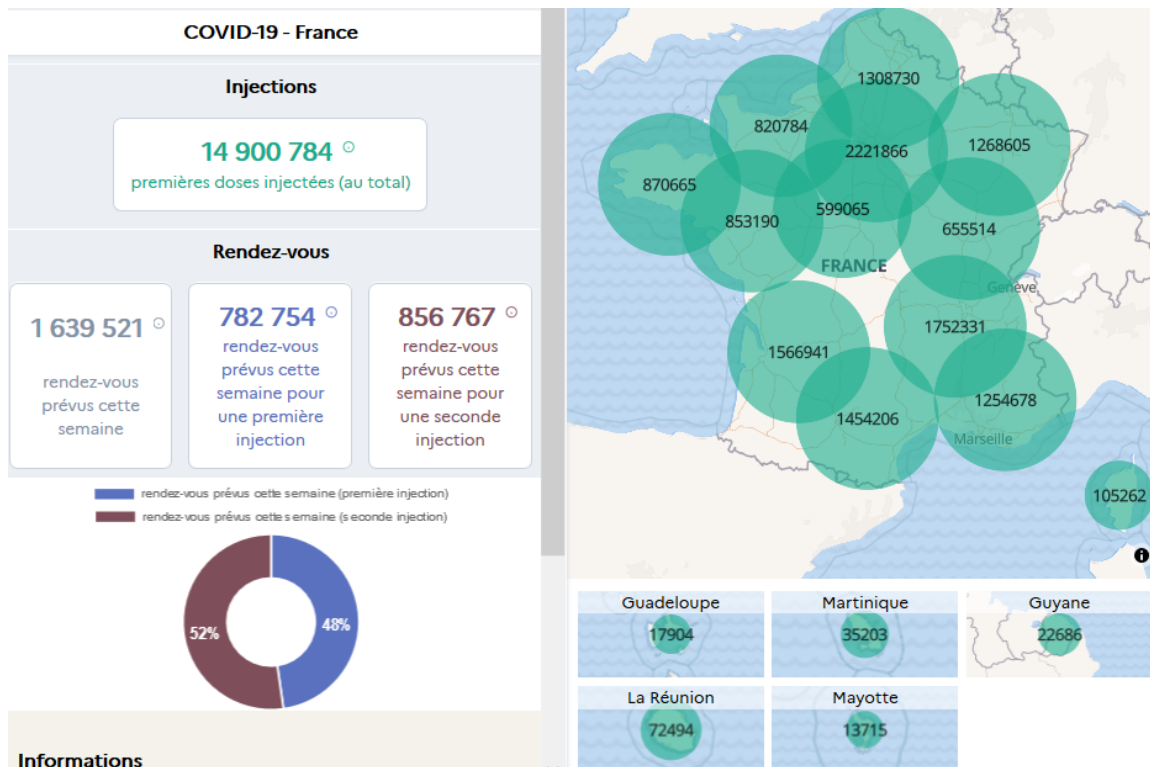 COVID-19 - France
Injections
14 900 784
premières doses injectées (au total)
Rendez-vous
1 639 521
rendez-vous
prévus cette
semaine
782 754
rendez-vous
prévus cette
semaine pour
une première
injection
856 767
rendez-vous
prévus cette
semaine pour
une seconde
injection
rendez-vous prévus cette semaine (première injection)
rendez-vous prévus cette semaine (seconde injection)
52%
48%
Informations
1308730
820784
2221866
1268605
870665
853190
599065
655514
FRANCE
Genève
1752331
1566941
1254678
1454206
Marseille
105262
Guadeloupe
17904
Martinique
35203
Guyane
22686
La Réunion
72494
Mayotte
13715